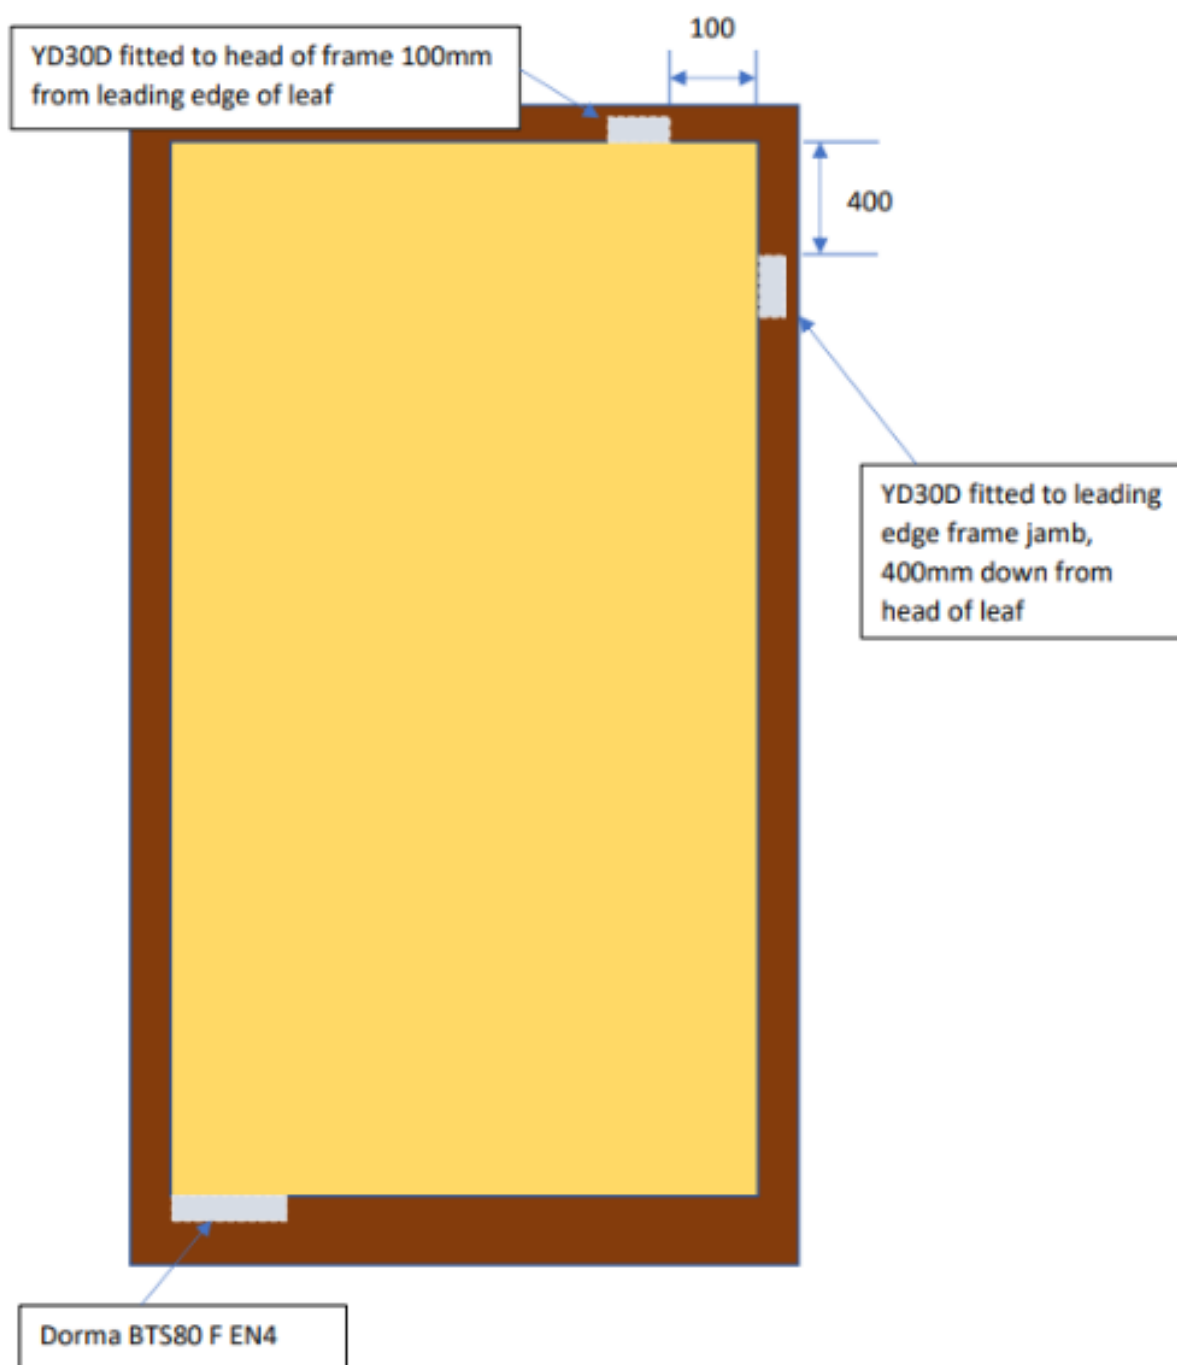 100
YD30D fitted to head of frame 100mm
from leading edge of leaf
400
YD30D fitted to leading
edge frame jamb,
400mm down from
head of leaf
Dorma BTS80 F EN4